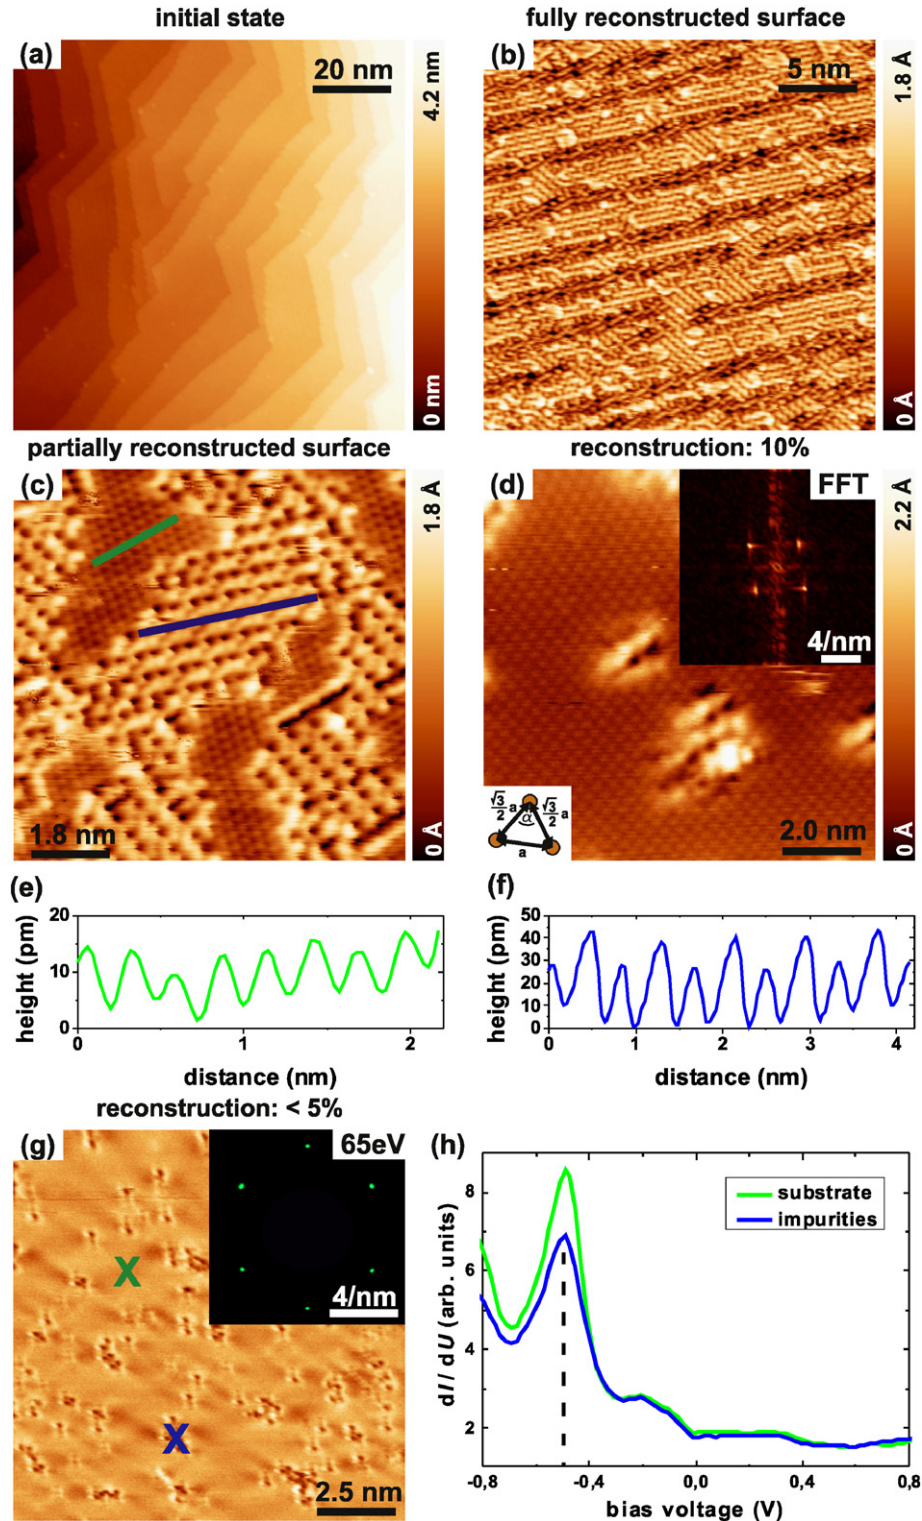 initial state
fully reconstructed surface
(a)
20 nm
4.2 nm
0 nm
(b)
5 nm
1.8 Å
0 Å
partially reconstructed surface
reconstruction: 10%
(c)
1.8 nm
1.8 Å
0 Å
(d)
FFT
4/nm
√3/2 a
α
√3/2 a
a
2.0 nm
2.2 Å
0 Å
(e)
height (pm)
20
10
0
0
1
2
distance (nm)
(f)
height (pm)
50
40
30
20
10
0
0
1
2
3
4
distance (nm)
reconstruction: < 5%
(g)
65eV
4/nm
X
X
2.5 nm
(h)
dI/dU (arb. units)
8
6
4
2
substrate
impurities
-0,8
-0,4
0,0
0,4
0,8
bias voltage (V)